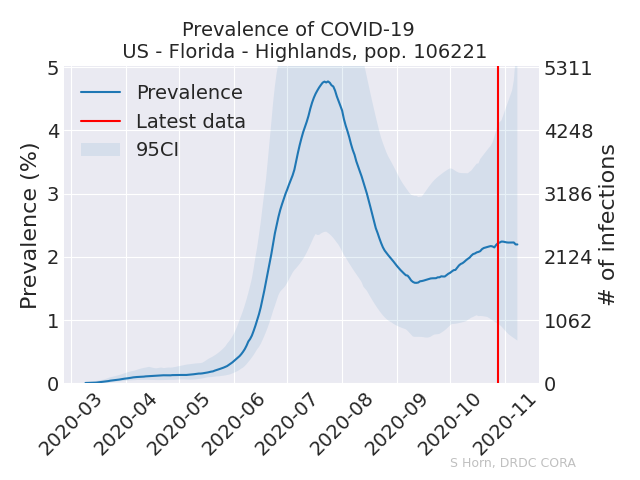 Prevalence of COVID-19
US - Florida - Highlands, pop. 106221
Prevalence (%)
5
4
3
2
1
0
Prevalence
Latest data
95CI
5311
4248
3186
2124
1062
0
# of infections
2020-03
2020-04
2020-05
2020-06
2020-07
2020-08
2020-09
2020-10
2020-11
S Horn, DRDC CORA